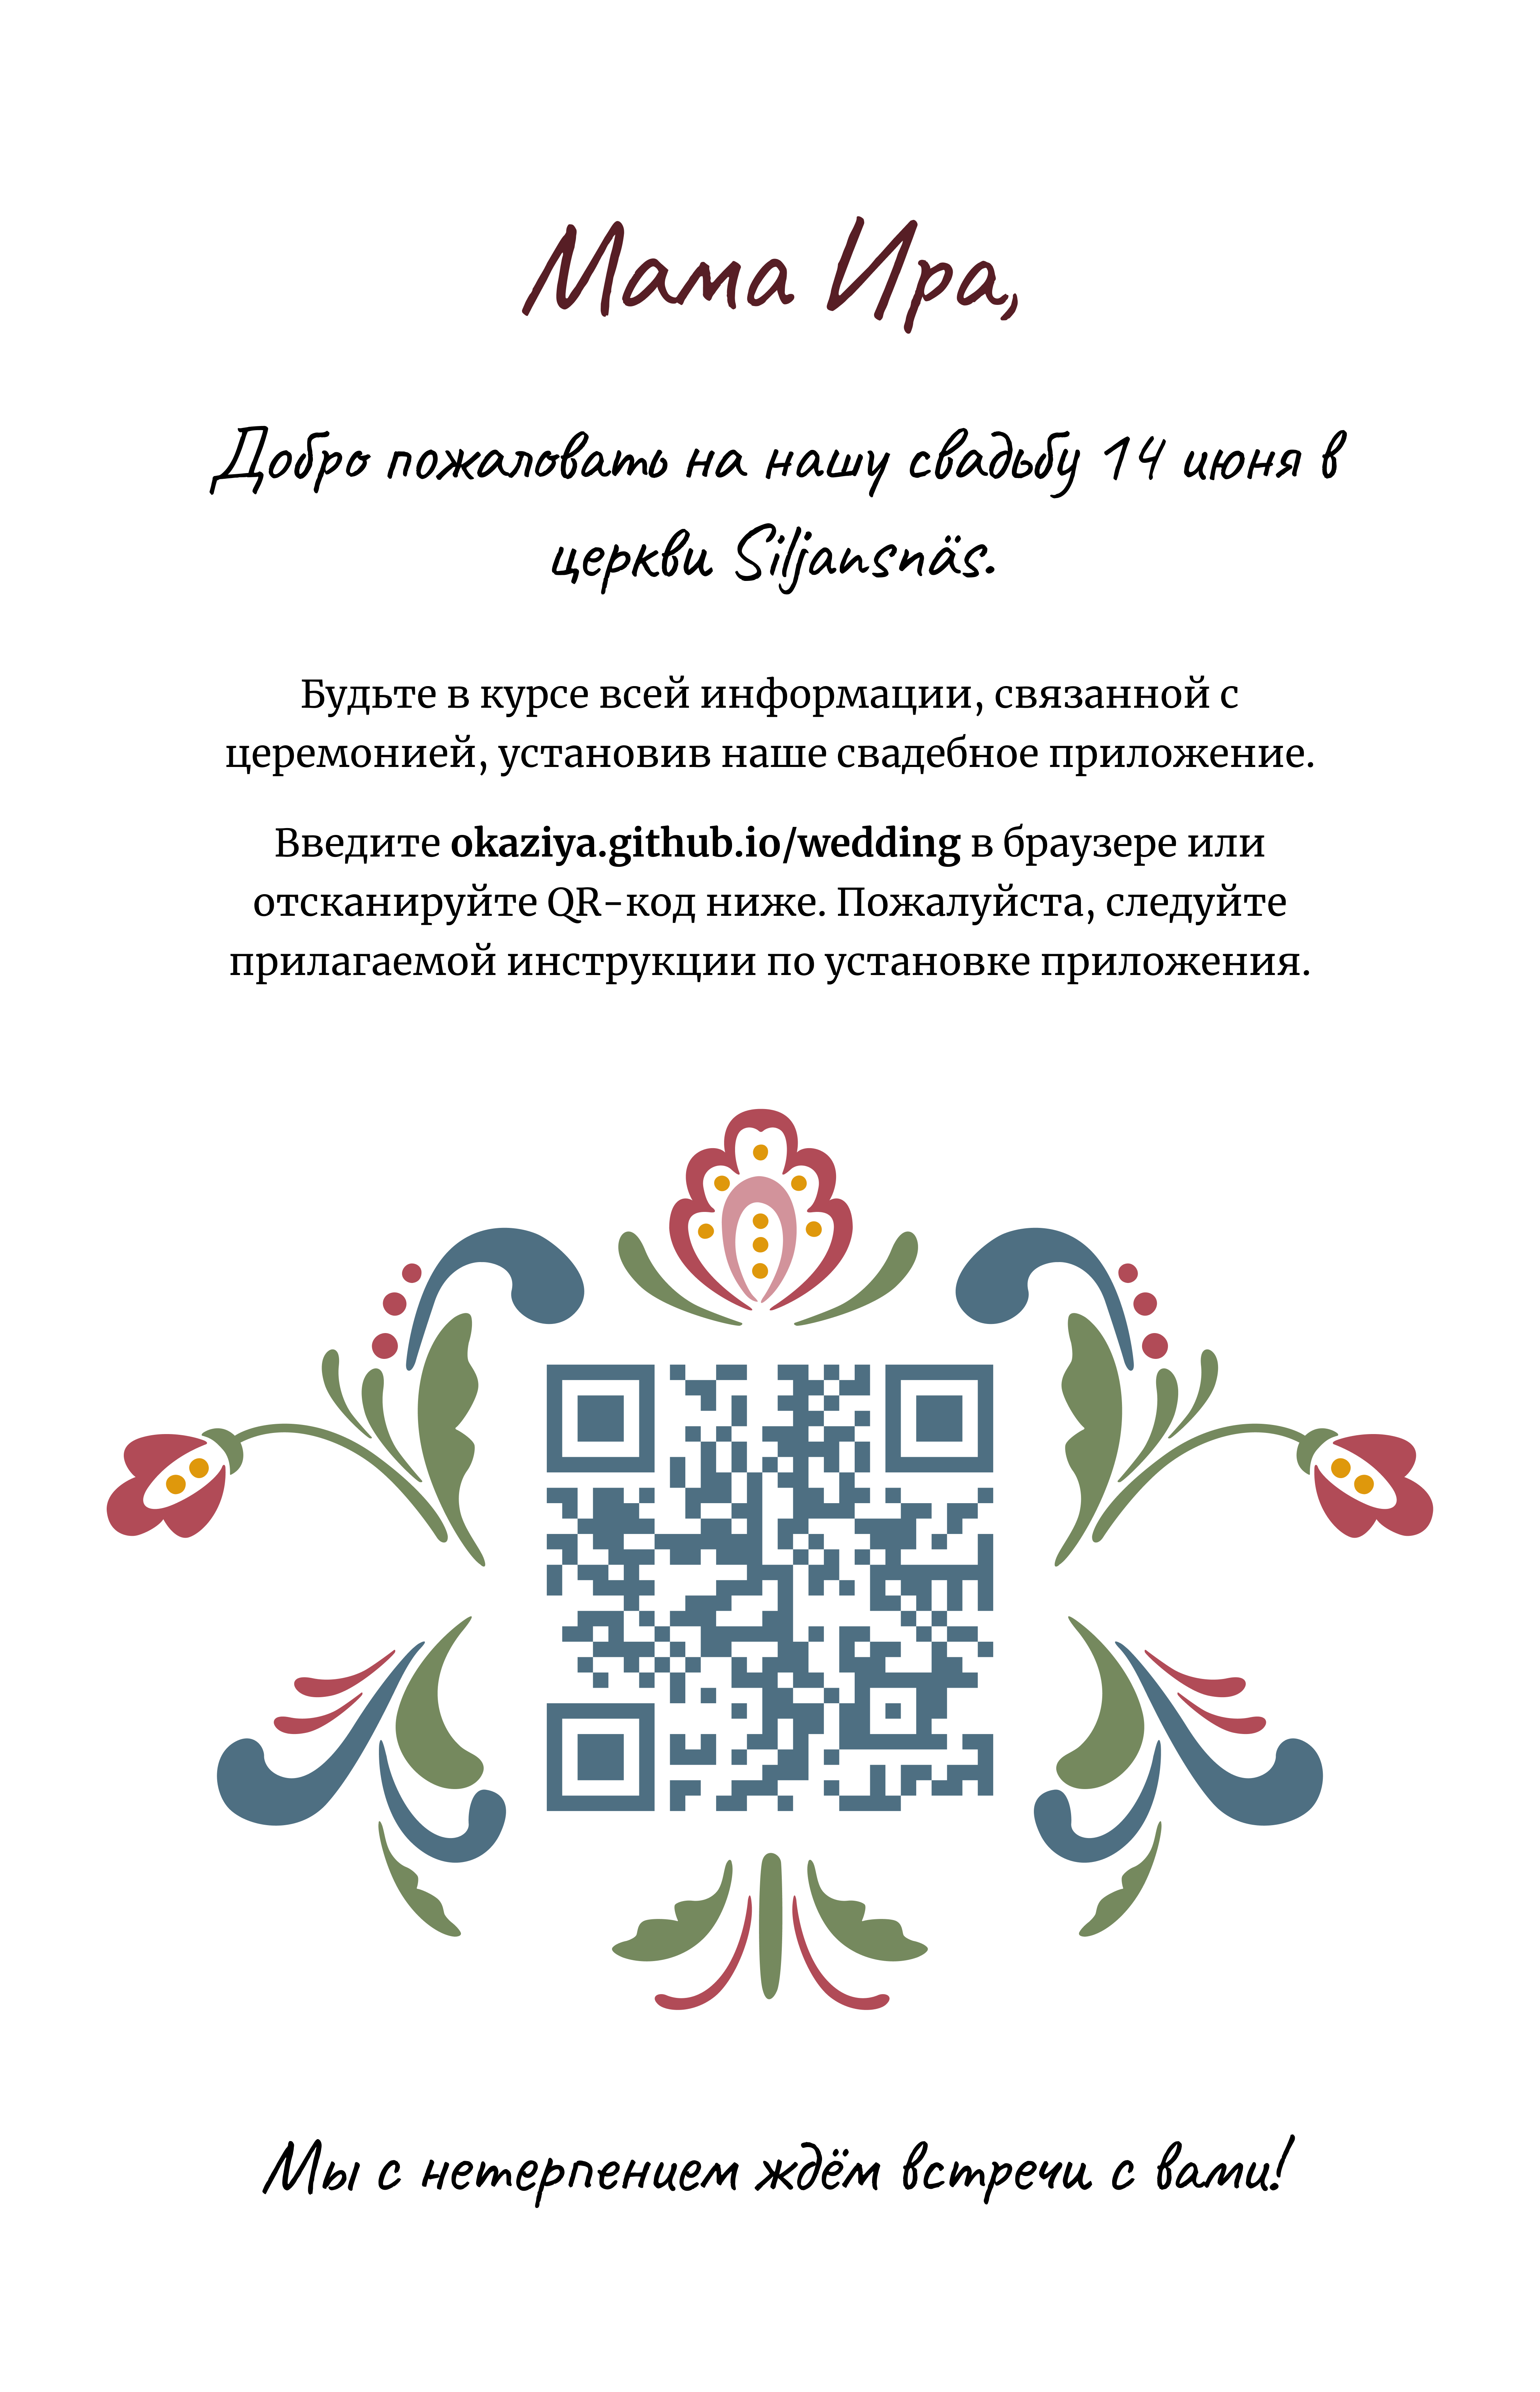 Мама Ира,
Добро пожаловать на нашу свадьбу 14 июня в
церкви Siljansnäs.
Будьте в курсе всей информации, связанной с
церемонией, установив наше свадебное приложение.
Введите okaziya.github.io/wedding в браузере или
отсканируйте QR-код ниже. Пожалуйста, следуйте
прилагаемой инструкции по установке приложения.
Мы с нетерпением ждём встречи с вами!